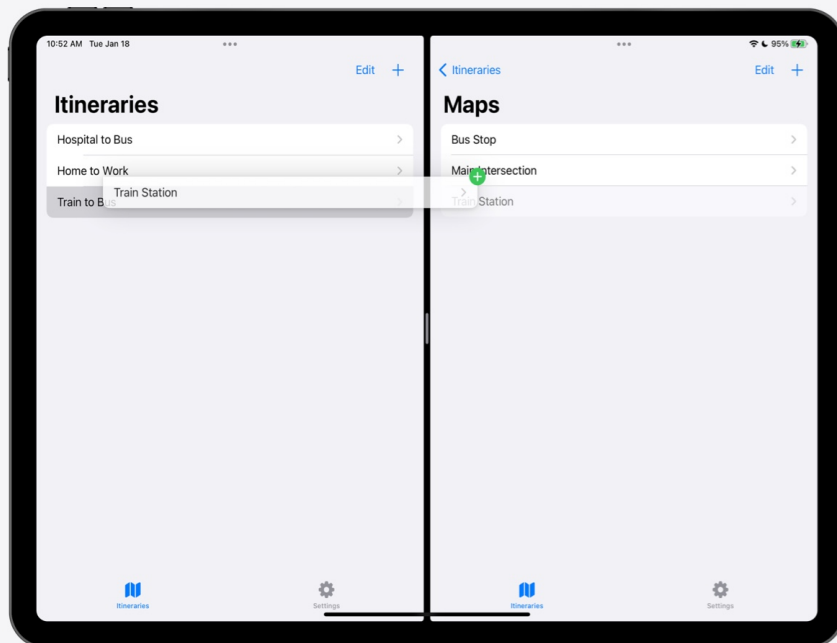 10:52 AM Tue Jan 18
95%
Edit
Itineraries
Hospital to Bus
Home to Work
Train to Bus
Train Station
Itineraries
Settings
Itineraries
Edit
Maps
Bus Stop
Main Intersection
Train Station
Itineraries
Settings